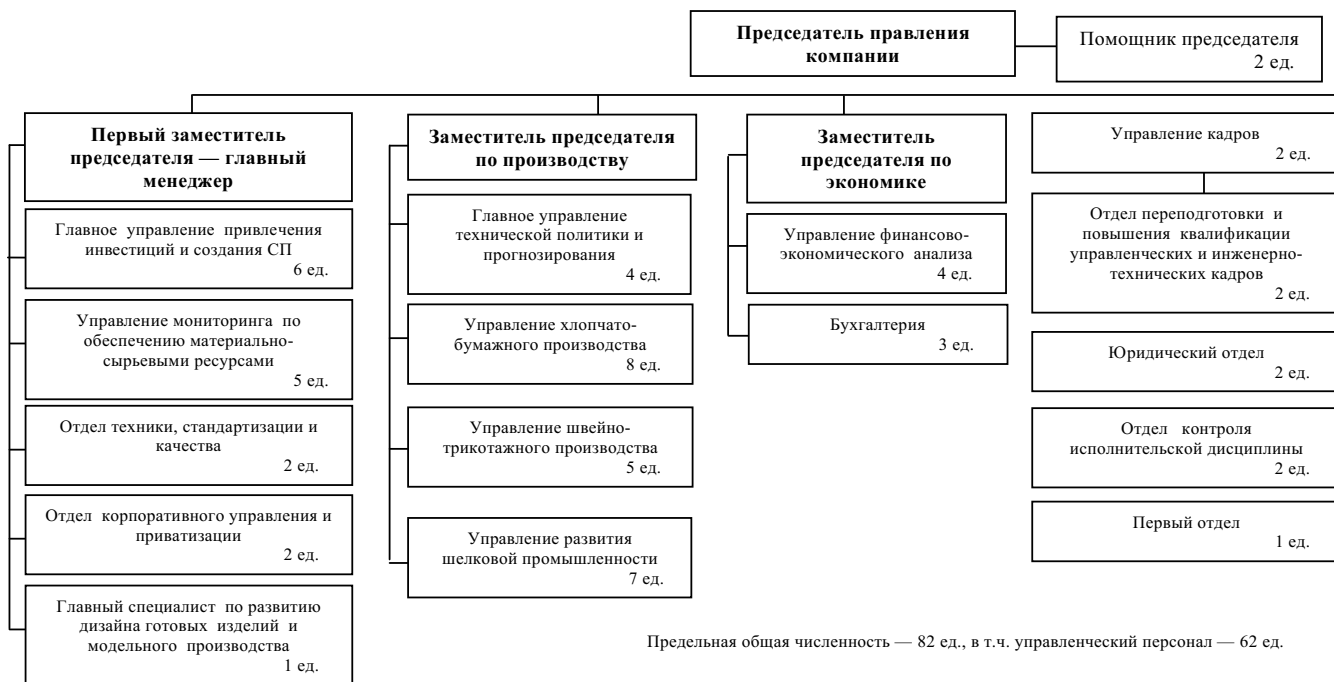 Председатель правления
компании
Помощник председателя
2 ед.
Первый заместитель
председателя — главный
менеджер
Главное управление привлечения
инвестиций и создания СП
6 ед.
Управление мониторинга по
обеспечению материально-
сырьевыми ресурсами
5 ед.
Отдел техники, стандартизации и
качества
2 ед.
Отдел корпоративного управления и
приватизации
2 ед.
Главный специалист по развитию
дизайна готовых изделий и
модельного производства
1 ед.
Заместитель председателя
по производству
Главное управление
технической политики и
прогнозирования
4 ед.
Управление хлопчато-
бумажного производства
8 ед.
Управление швейно-
трикотажного производства
5 ед.
Управление развития
шелковой промышленности
7 ед.
Заместитель
председателя по
экономике
Управление финансово-
экономического анализа
4 ед.
Бухгалтерия
3 ед.
Управление кадров
2 ед.
Отдел переподготовки и
повышения квалификации
управленческих и инженерно-
технических кадров
2 ед.
Юридический отдел
2 ед.
Отдел контроля
исполнительской дисциплины
2 ед.
Первый отдел
1 ед.
Предельная общая численность — 82 ед., в т.ч. управленческий персонал — 62 ед.